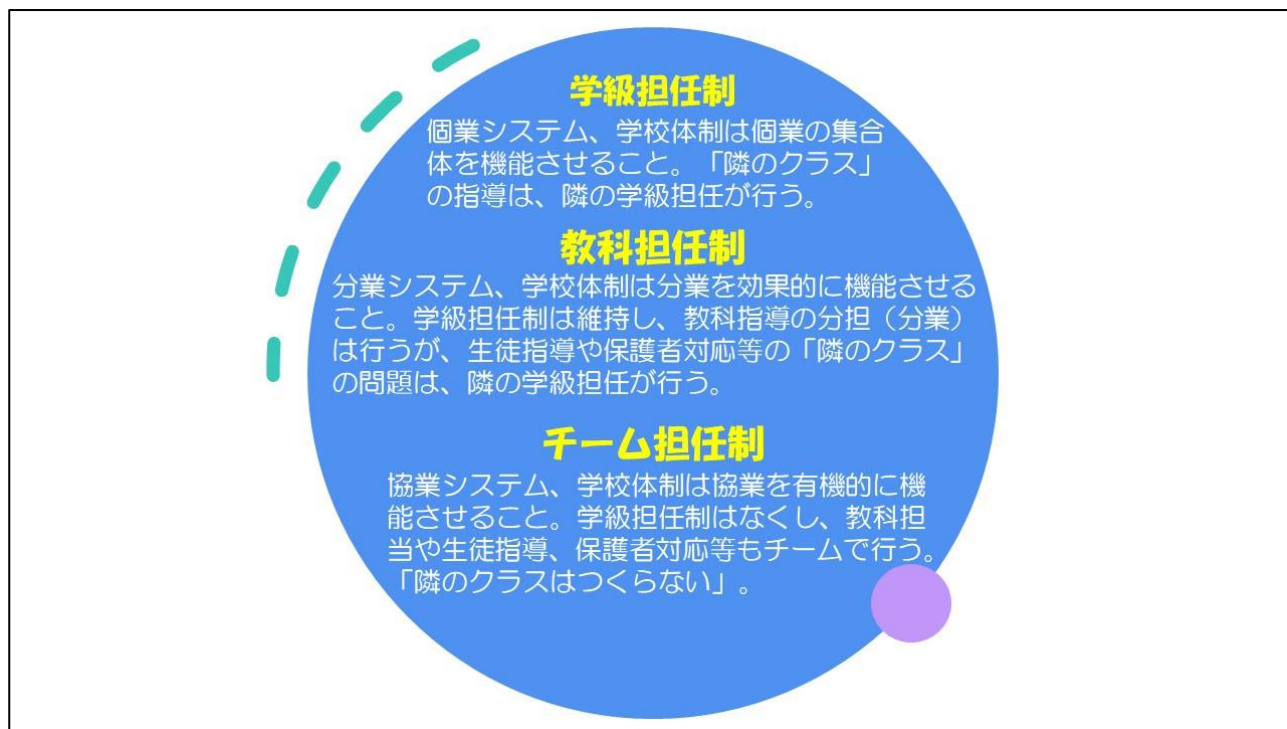 学級担任制
個業システム、学校体制は個業の集合
体を機能させること。「隣のクラス」
の指導は、隣の学級担任が行う。
教科担任制
分業システム、学校体制は分業を効果的に機能させる
こと。学級担任制は維持し、教科指導の分担（分業）
は行うが、生徒指導や保護者対応等の「隣のクラス」
の問題は、隣の学級担任が行う。
チーム担任制
協業システム、学校体制は協業を有機的に機
能させること。学級担任制はなくし、教科担
当や生徒指導、保護者対応等もチームで行う。
「隣のクラスはつくらない」。